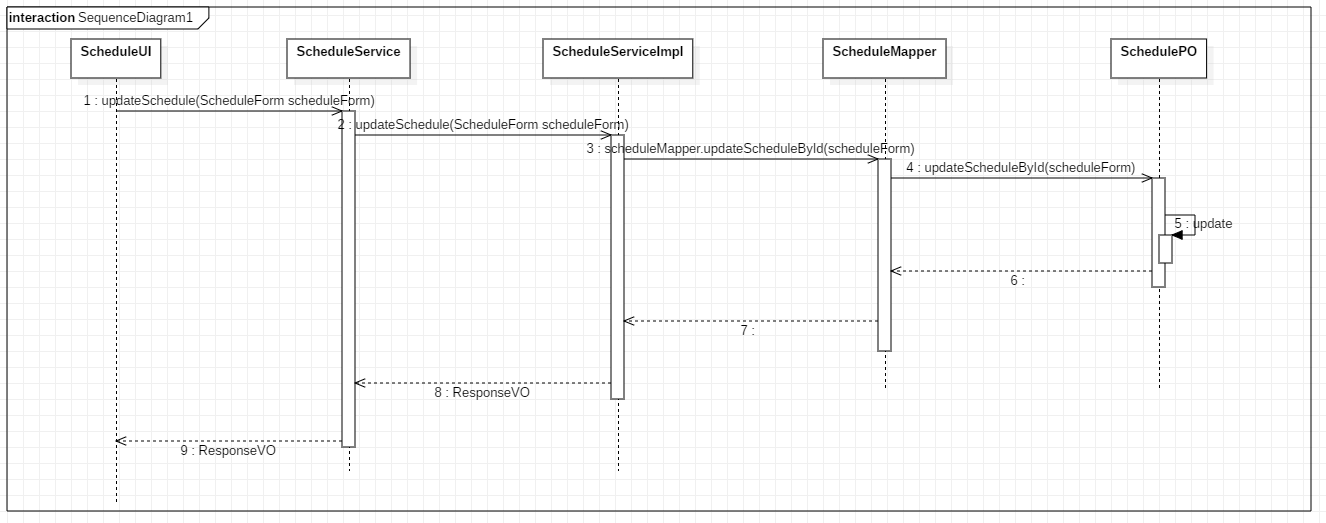 interaction SequenceDiagram1
ScheduleUI
ScheduleService
ScheduleServiceImpl
ScheduleMapper
SchedulePO
1 : updateSchedule(ScheduleForm scheduleForm)
2 : updateSchedule(ScheduleForm scheduleForm)
3 : scheduleMapper.updateScheduleById(scheduleForm)
4 : updateScheduleById(scheduleForm)
5 : update
6 :
7 :
8 : ResponseVO
9 : ResponseVO